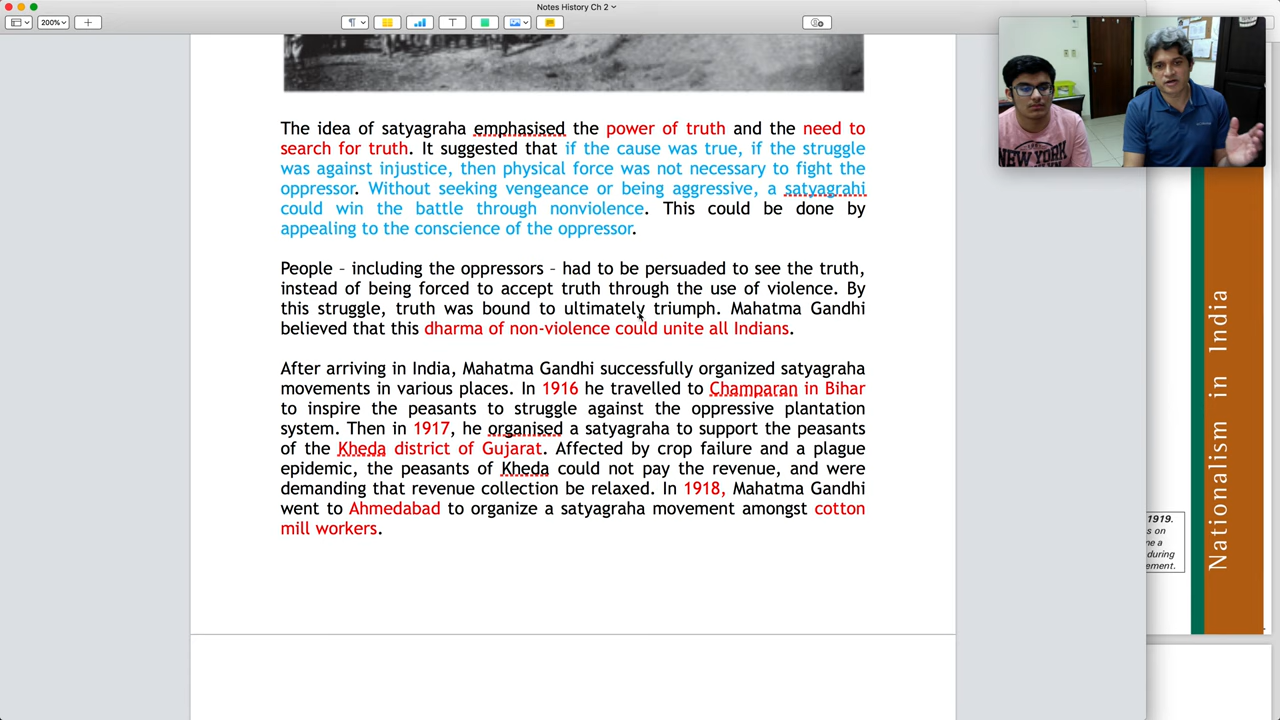 Notes History Ch 2
200%
The idea of satyagraha emphasised the power of truth and the need to
search for truth. It suggested that if the cause was true, if the struggle
was against injustice, then physical force was not necessary to fight the
oppressor. Without seeking vengeance or being aggressive, a satyagrahi
could win the battle through nonviolence. This could be done by
appealing to the conscience of the oppressor.
People – including the oppressors – had to be persuaded to see the truth,
instead of being forced to accept truth through the use of violence. By
this struggle, truth was bound to ultimately triumph. Mahatma Gandhi
believed that this dharma of non-violence could unite all Indians.
After arriving in India, Mahatma Gandhi successfully organized satyagraha
movements in various places. In 1916 he travelled to Champaran in Bihar
to inspire the peasants to struggle against the oppressive plantation
system. Then in 1917, he organised a satyagraha to support the peasants
of the Kheda district of Gujarat. Affected by crop failure and a plague
epidemic, the peasants of Kheda could not pay the revenue, and were
demanding that revenue collection be relaxed. In 1918, Mahatma Gandhi
went to Ahmedabad to organize a satyagraha movement amongst cotton
mill workers.
NEW YORK
Nationalism in India
1919.
s on
ne a
during
ement.